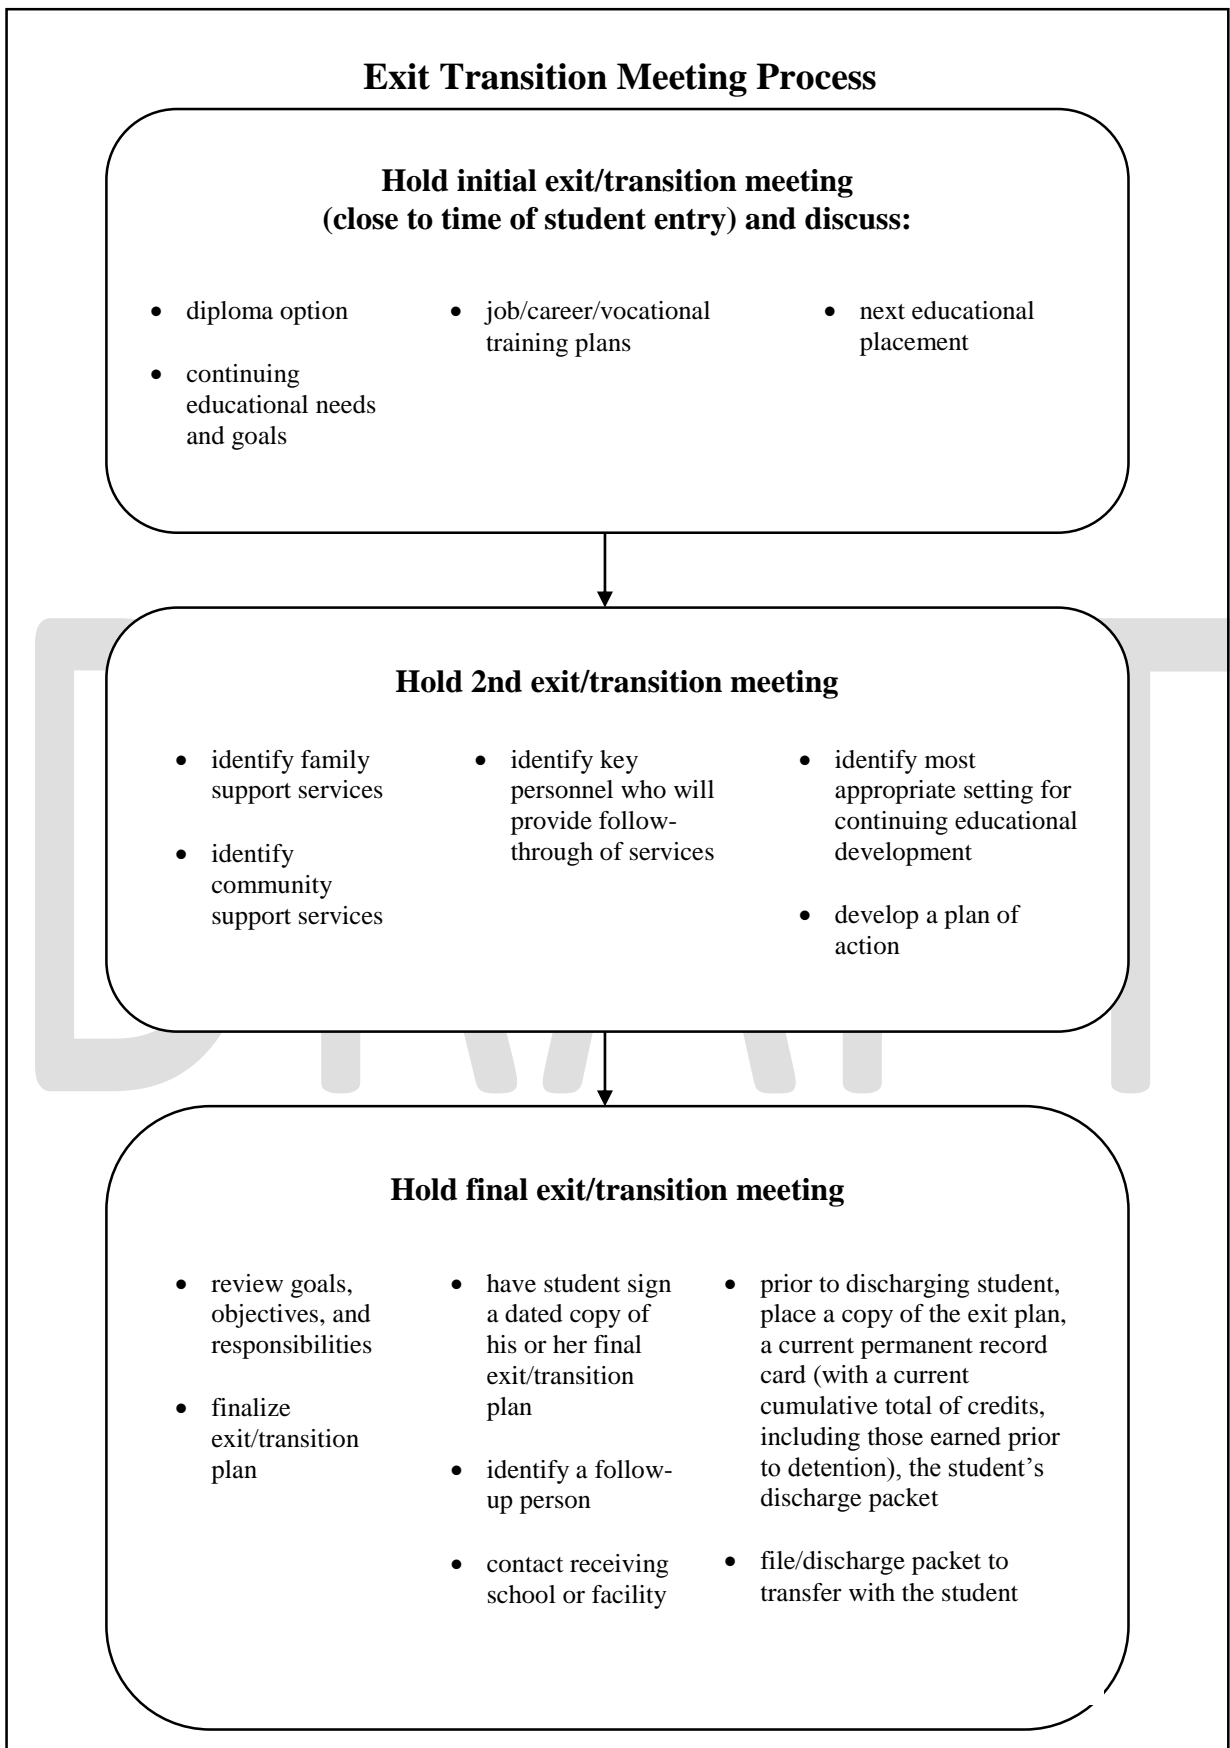 Exit Transition Meeting Process
Hold initial exit/transition meeting
(close to time of student entry) and discuss:
• diploma option
• continuing
educational needs
and goals
• job/career/vocational
training plans
• next educational
placement
DRAFT
Hold 2nd exit/transition meeting
• identify family
support services
• identify
community
support services
• identify key
personnel who will
provide follow-
through of services
• identify most
appropriate setting for
continuing educational
development
• develop a plan of
action
Hold final exit/transition meeting
• review goals,
objectives, and
responsibilities
• finalize
exit/transition
plan
• have student sign
a dated copy of
his or her final
exit/transition
plan
• identify a follow-
up person
• contact receiving
school or facility
• prior to discharging student,
place a copy of the exit plan,
a current permanent record
card (with a current
cumulative total of credits,
including those earned prior
to detention), the student’s
discharge packet
• file/discharge packet to
transfer with the student